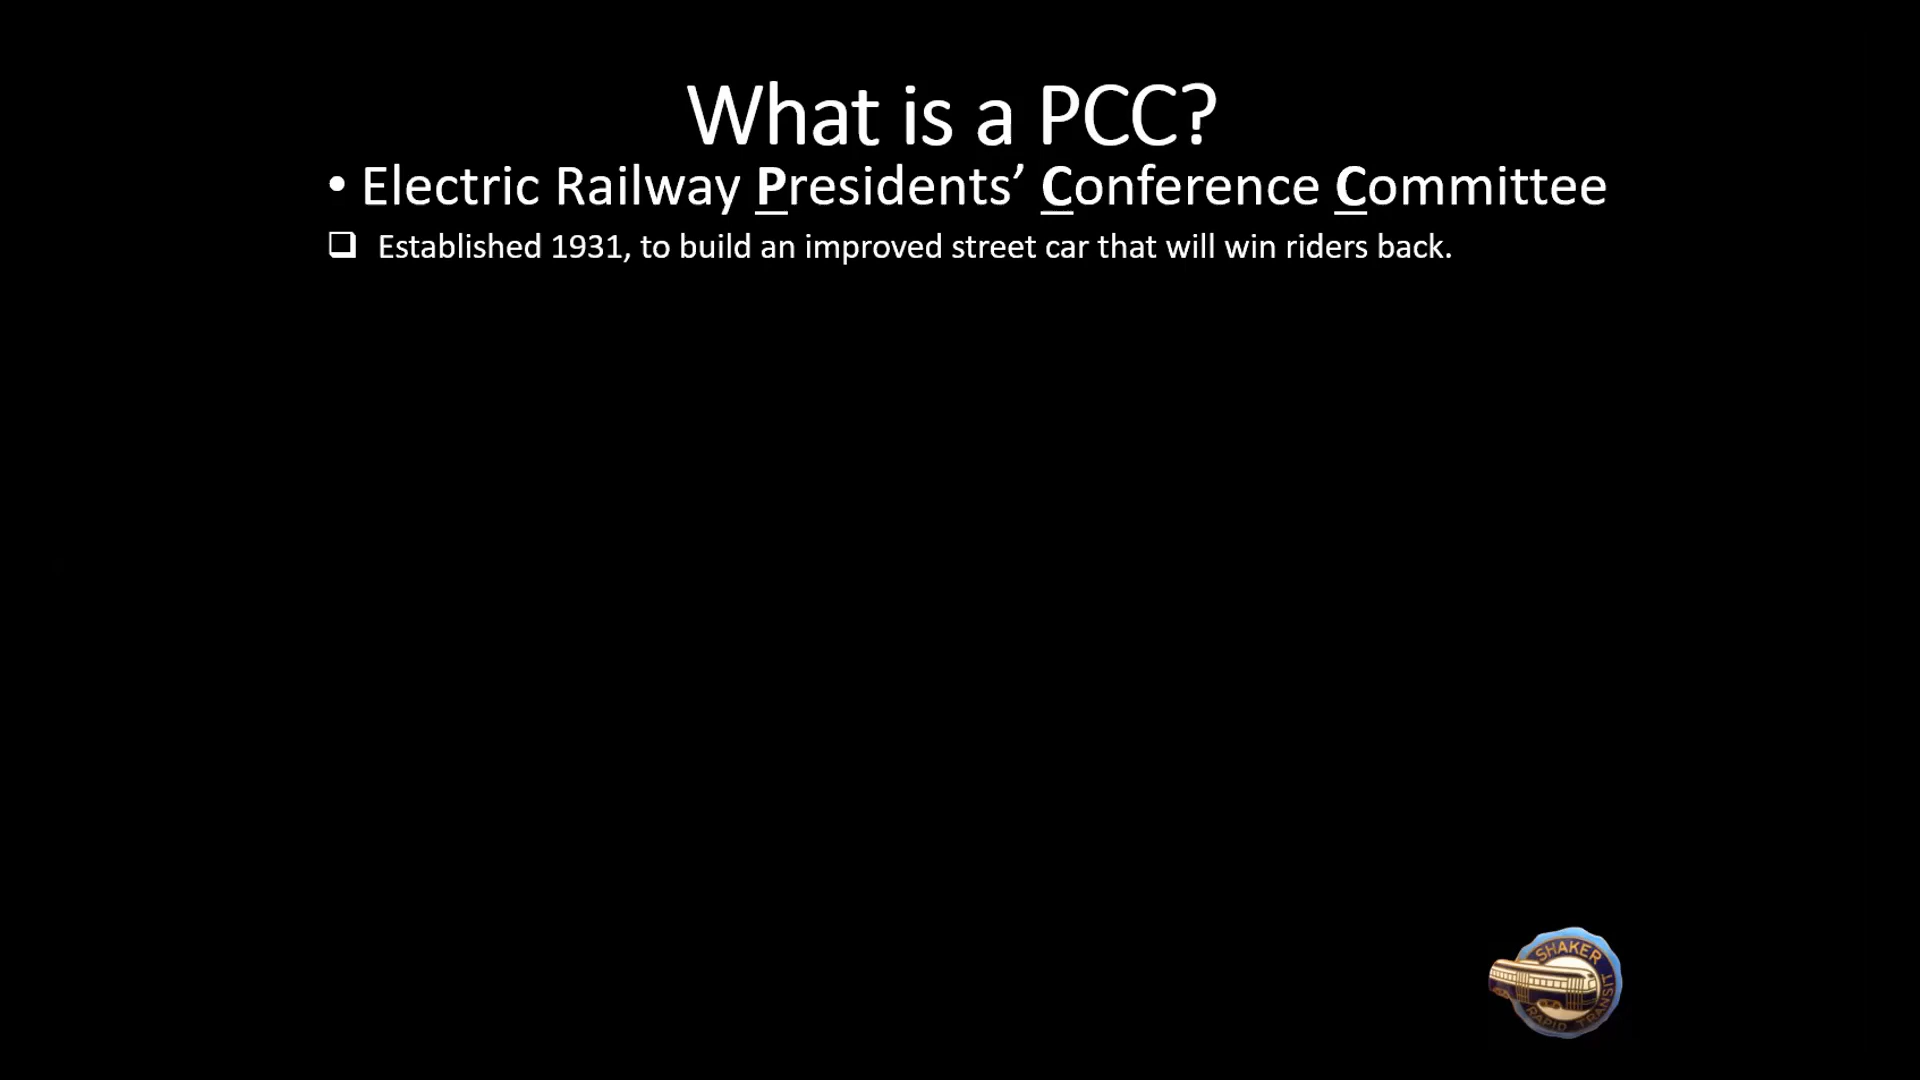 What is a PCC?
• Electric Railway Presidents’ Conference Committee
❑ Established 1931, to build an improved street car that will win riders back.
SHAKER
RAPID TRANSIT